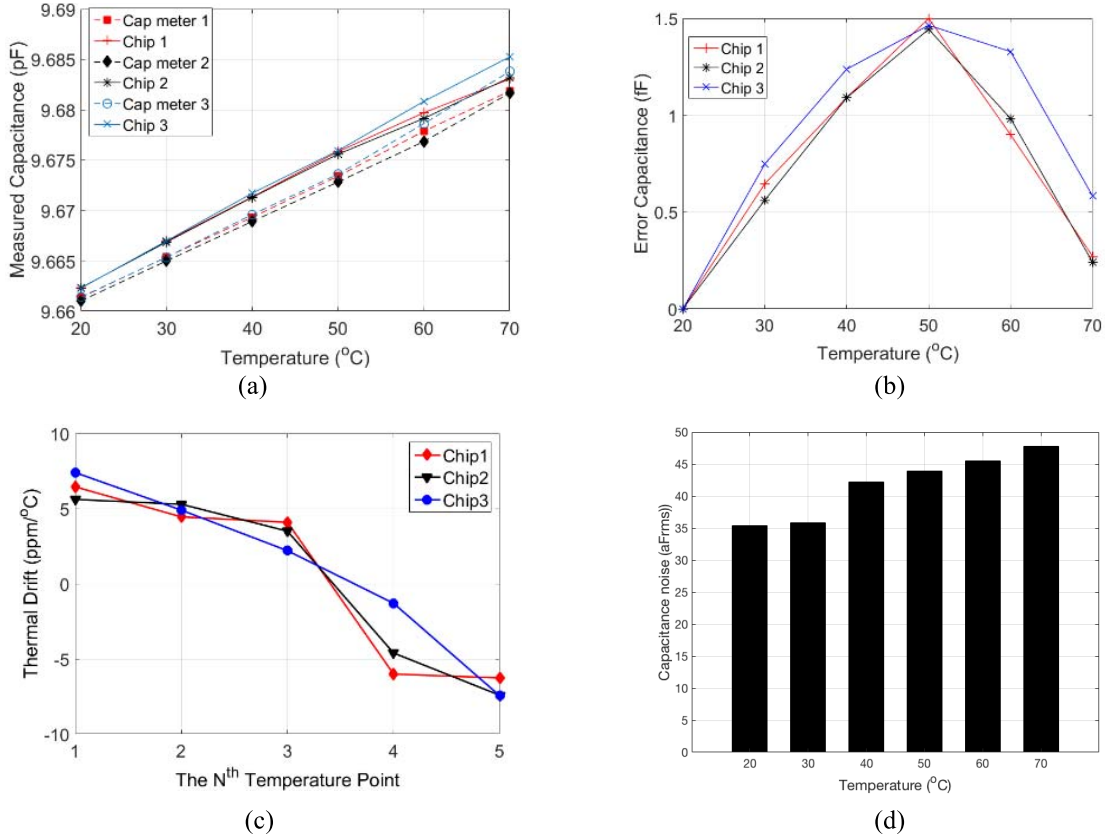 9.69
9.685
9.68
9.675
9.67
9.665
9.66
20 30 40 50 60 70
Measured Capacitance (pF)
Temperature (°C)
Cap meter 1
Chip 1
Cap meter 2
Chip 2
Cap meter 3
Chip 3
(a)
1.5
1
0.5
0
20 30 40 50 60 70
Error Capacitance (fF)
Temperature (°C)
Chip 1
Chip 2
Chip 3
(b)
10
5
0
-5
-10
1 2 3 4 5
Thermal Drift (ppm/°C)
The Nth Temperature Point
Chip1
Chip2
Chip3
(c)
50
45
40
35
30
25
20
15
10
5
0
20 30 40 50 60 70
Capacitance noise (aFrms))
Temperature (°C)
(d)